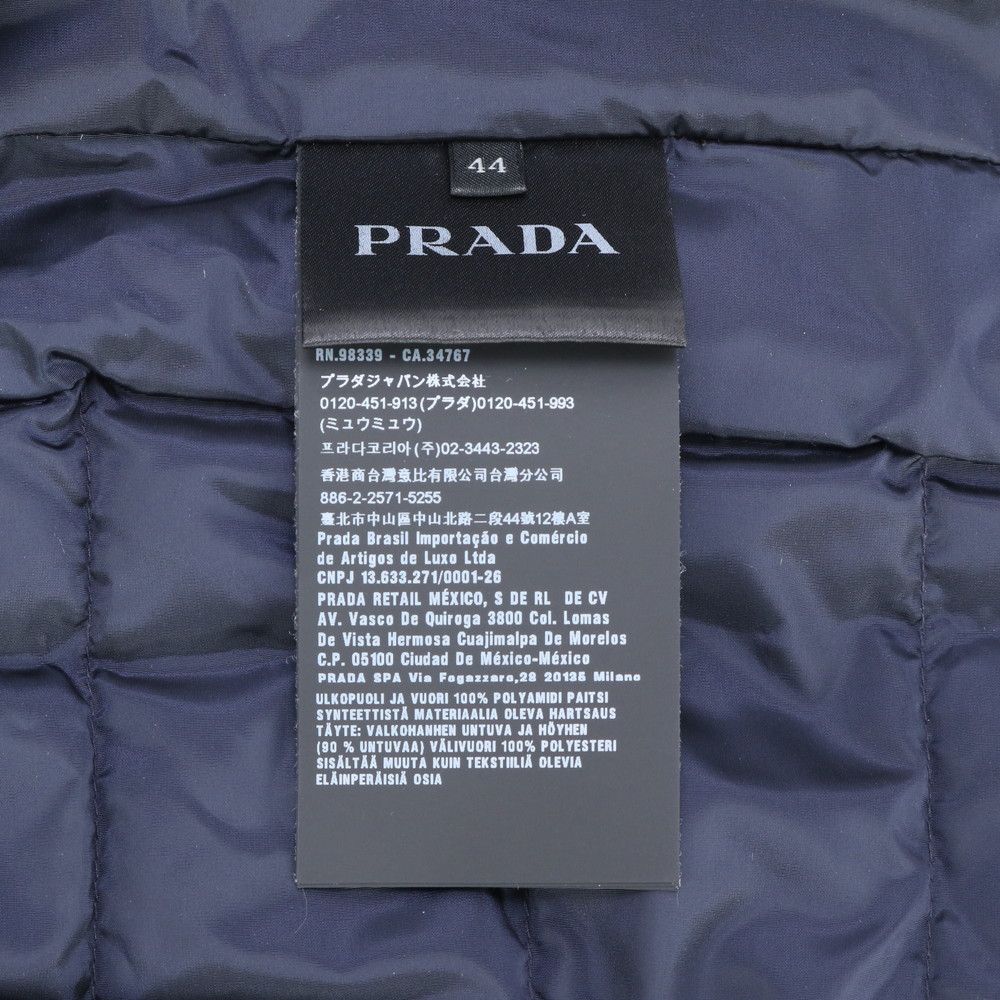 44
PRADA
RN.98339 - CA.34767
プラダジャパン株式会社
0120-451-913(プラダ)0120-451-993
(ミュウミュウ)
프라다코리아(주)02-3443-2323
香港商台灣意比有限公司台灣分公司
886-2-2571-5255
臺北市中山區中山北路二段44號12樓A室
Prada Brasil Importação e Comércio
de Artigos de Luxo Ltda
CNPJ 13.633.271/0001-26
PRADA RETAIL MÉXICO, S DE RL DE CV
AV. Vasco De Quiroga 3800 Col. Lomas
De Vista Hermosa Cuajimalpa De Morelos
C.P. 05100 Ciudad De México-México
PRADA SPA Via Fogazzaro,28 20135 Milano
ULKOPUOLI JA VUORI 100% POLYAMIDI PAITSI
SYNTEETTISTÄ MATERIAALIA OLEVA HARTSAUS
TÄYTE: VALKOHANHEN UNTUVA JA HÖYHEN
(90 % UNTUVAA) VÄLIVUORI 100% POLYESTERI
SISÄLTÄÄ MUUTA KUIN TEKSTIILIÄ OLEVIA
ELÄINPERÄISIÄ OSIA